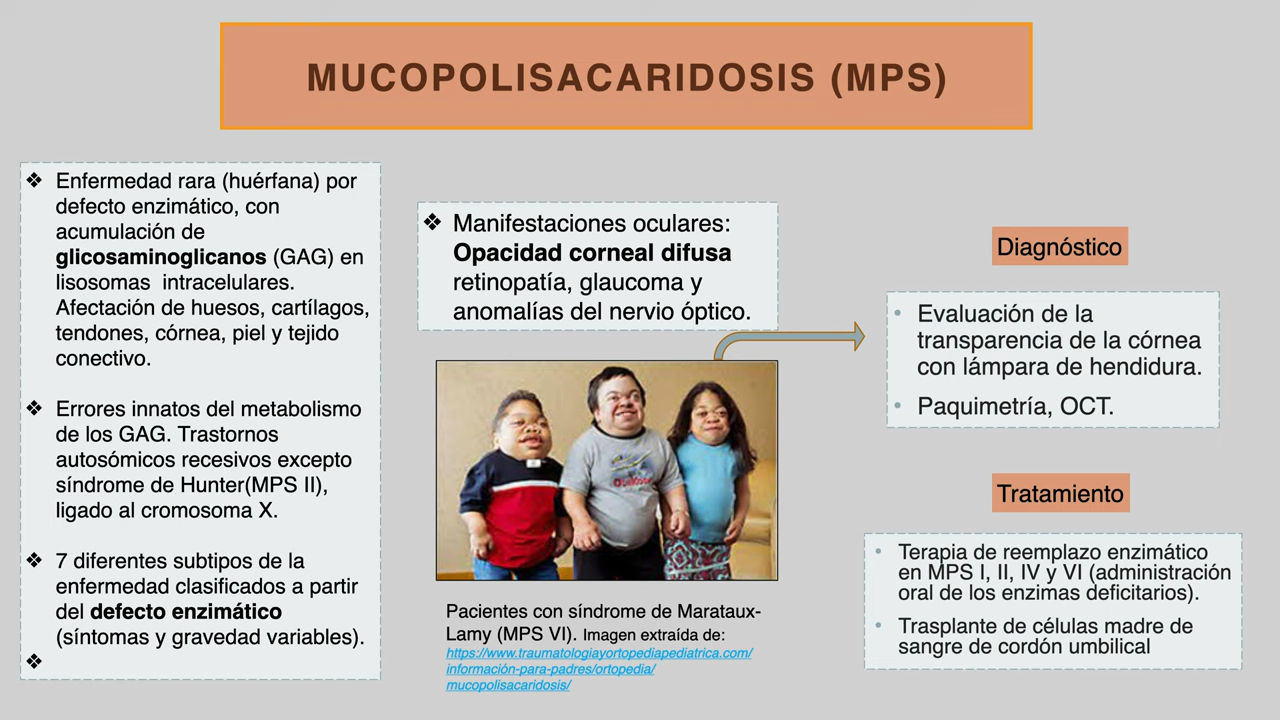 MUCOPOLISACARIDOSIS (MPS)
❖ Enfermedad rara (huérfana) por
defecto enzimático, con
acumulación de
glicosaminoglicanos (GAG) en
lisosomas intracelulares.
Afectación de huesos, cartílagos,
tendones, córnea, piel y tejido
conectivo.
❖ Errores innatos del metabolismo
de los GAG. Trastornos
autosómicos recesivos excepto
síndrome de Hunter(MPS II),
ligado al cromosoma X.
❖ 7 diferentes subtipos de la
enfermedad clasificados a partir
del defecto enzimático
(síntomas y gravedad variables).
❖
❖ Manifestaciones oculares:
Opacidad corneal difusa
retinopatía, glaucoma y
anomalías del nervio óptico.
Pacientes con síndrome de Marataux-
Lamy (MPS VI). Imagen extraída de:
https://www.traumatologiayortopediapediatrica.com/
información-para-padres/ortopedia/
mucopolisacaridosis/
Diagnóstico
• Evaluación de la
transparencia de la córnea
con lámpara de hendidura.
• Paquimetría, OCT.
Tratamiento
• Terapia de reemplazo enzimático
en MPS I, II, IV y VI (administración
oral de los enzimas deficitarios).
• Trasplante de células madre de
sangre de cordón umbilical